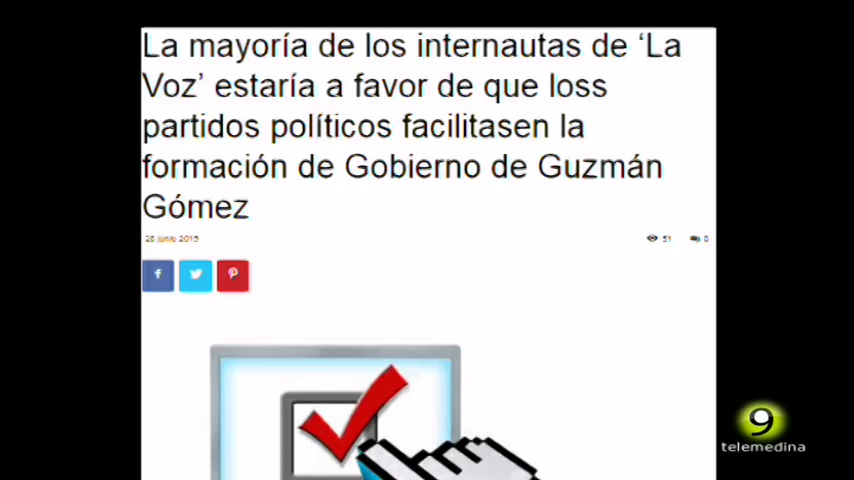 La mayoría de los internautas de ‘La
Voz’ estaría a favor de que loss
partidos políticos facilitasen la
formación de Gobierno de Guzmán
Gómez
28 junio 2019
51
0
9
telemedina